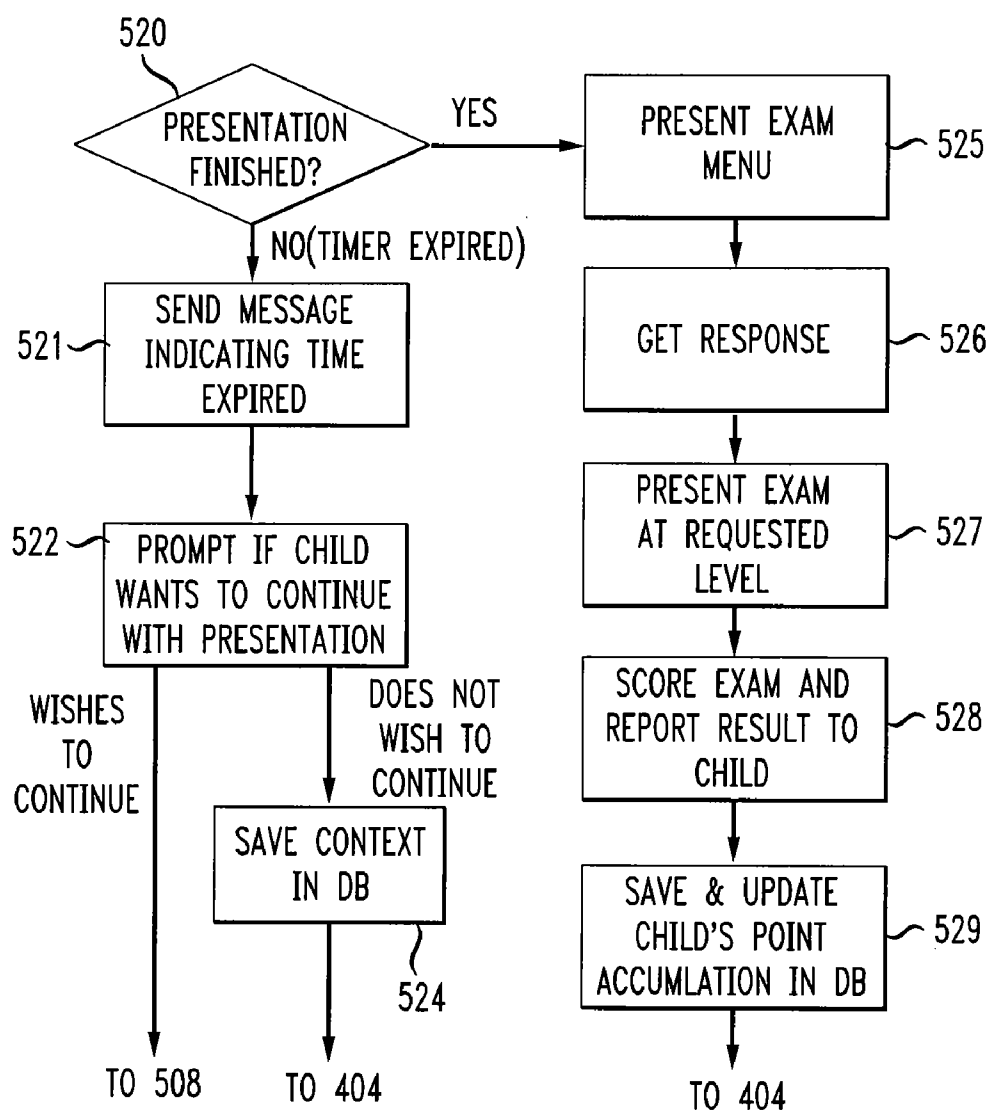 520
PRESENTATION
FINISHED?
YES
NO(TIMER EXPIRED)
521
SEND MESSAGE
INDICATING TIME
EXPIRED
522
PROMPT IF CHILD
WANTS TO CONTINUE
WITH PRESENTATION
WISHES
TO
CONTINUE
DOES NOT
WISH TO
CONTINUE
SAVE CONTEXT
IN DB
524
TO 508
TO 404
PRESENT EXAM
MENU
525
GET RESPONSE
526
PRESENT EXAM
AT REQUESTED
LEVEL
527
SCORE EXAM AND
REPORT RESULT TO
CHILD
528
SAVE & UPDATE
CHILD'S POINT
ACCUMLATION IN DB
529
TO 404